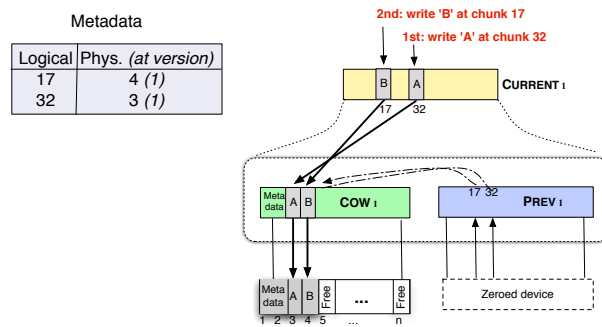 Metadata
Logical Phys. (at version)
17 4 (1)
32 3 (1)
2nd: write 'B' at chunk 17
1st: write 'A' at chunk 32
B A CURRENT 1
17 32
17 32
Meta data A B COW 1 PREV 1
Meta data A B Free ... Free Zeroed device
1 2 3 4 5 ... n